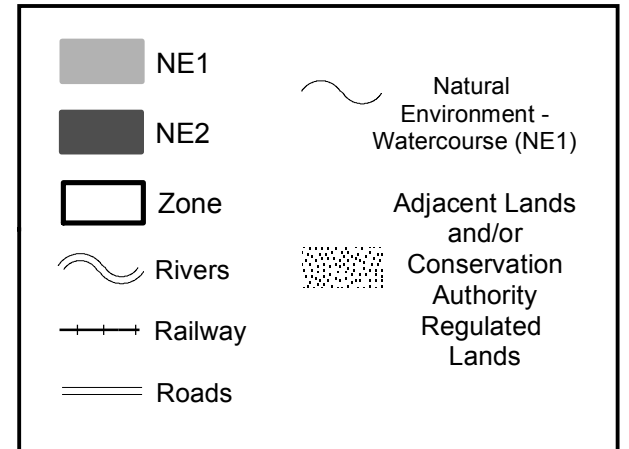 NE1
NE2
Zone
Rivers
Railway
Roads
Natural
Environment -
Watercourse (NE1)
Adjacent Lands
and/or
Conservation
Authority
Regulated
Lands